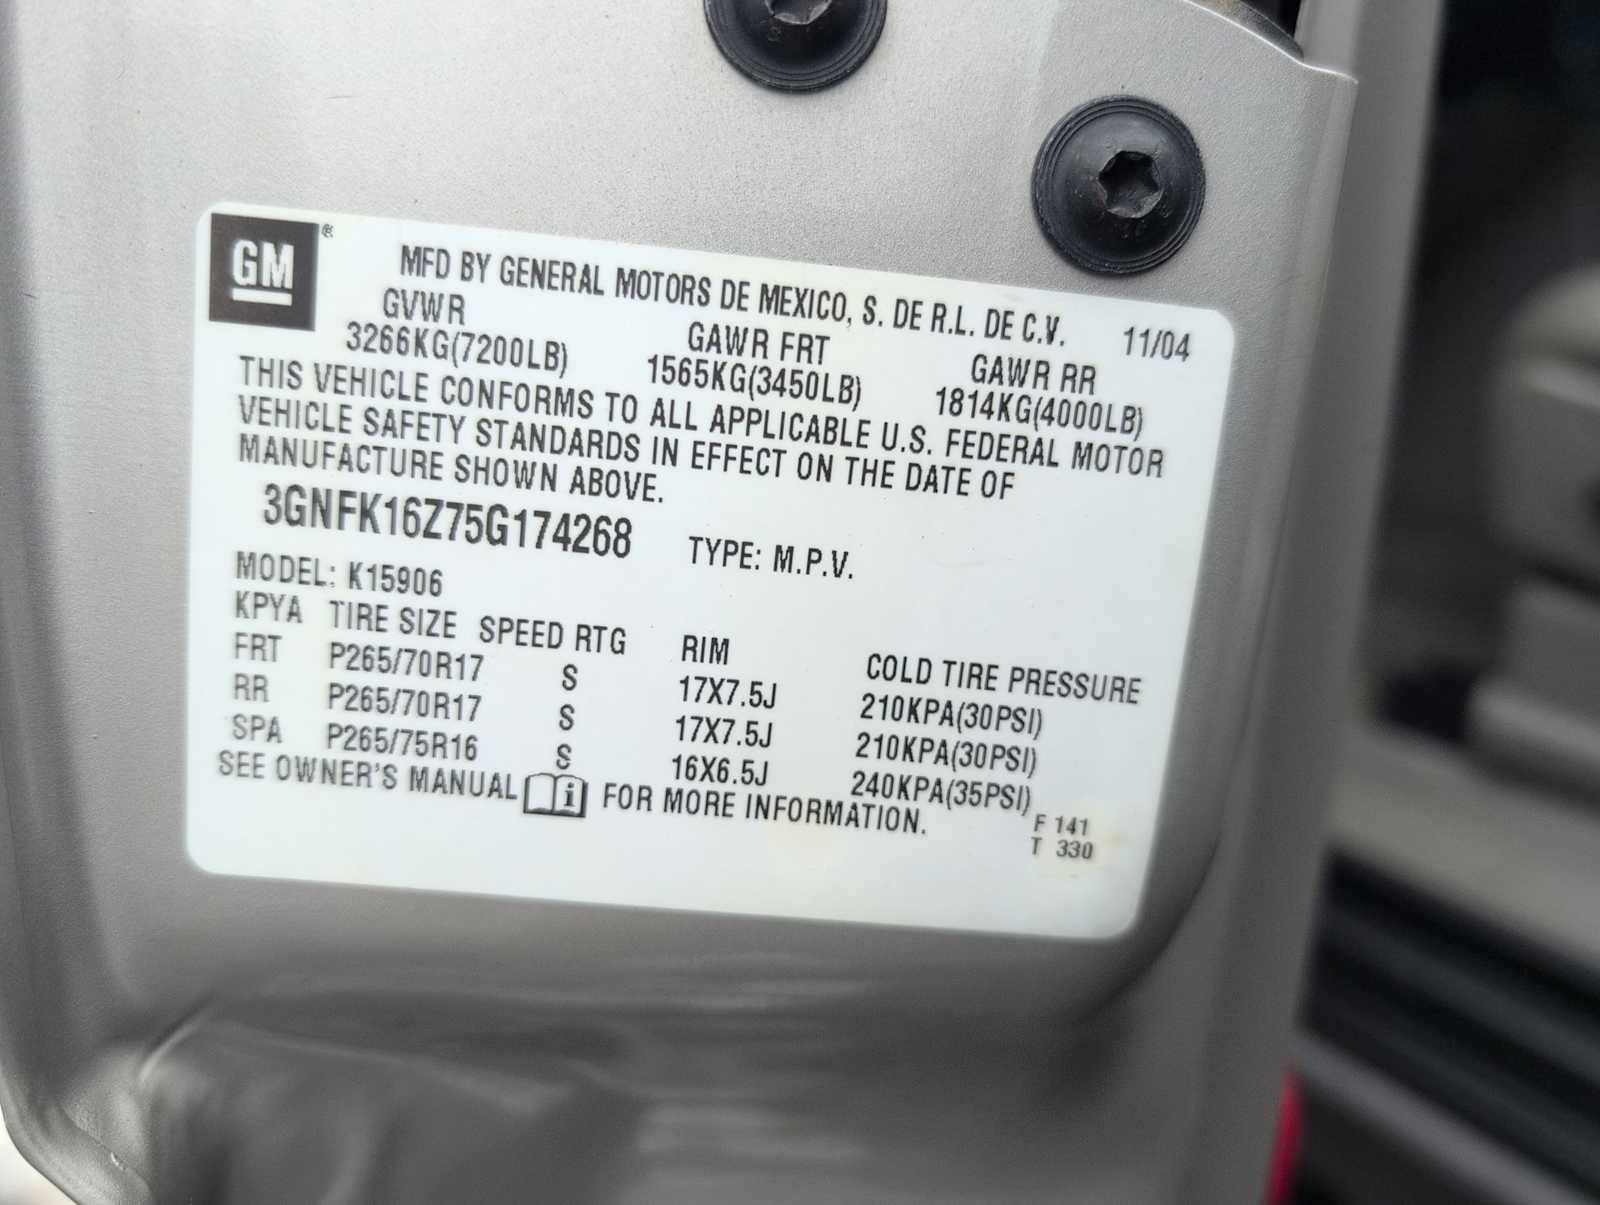 GM®
MFD BY GENERAL MOTORS DE MEXICO, S. DE R.L. DE C.V. 11/04
GVWR GAWR FRT GAWR RR
3266KG(7200LB) 1565KG(3450LB) 1814KG(4000LB)
THIS VEHICLE CONFORMS TO ALL APPLICABLE U.S. FEDERAL MOTOR
VEHICLE SAFETY STANDARDS IN EFFECT ON THE DATE OF
MANUFACTURE SHOWN ABOVE.
3GNFK16Z75G174268 TYPE: M.P.V.
MODEL: K15906
KPYA TIRE SIZE SPEED RTG RIM COLD TIRE PRESSURE
FRT P265/70R17 S 17X7.5J 210KPA(30PSI)
RR P265/70R17 S 17X7.5J 210KPA(30PSI)
SPA P265/75R16 S 16X6.5J 240KPA(35PSI)
SEE OWNER'S MANUAL i FOR MORE INFORMATION.
F 141
T 330